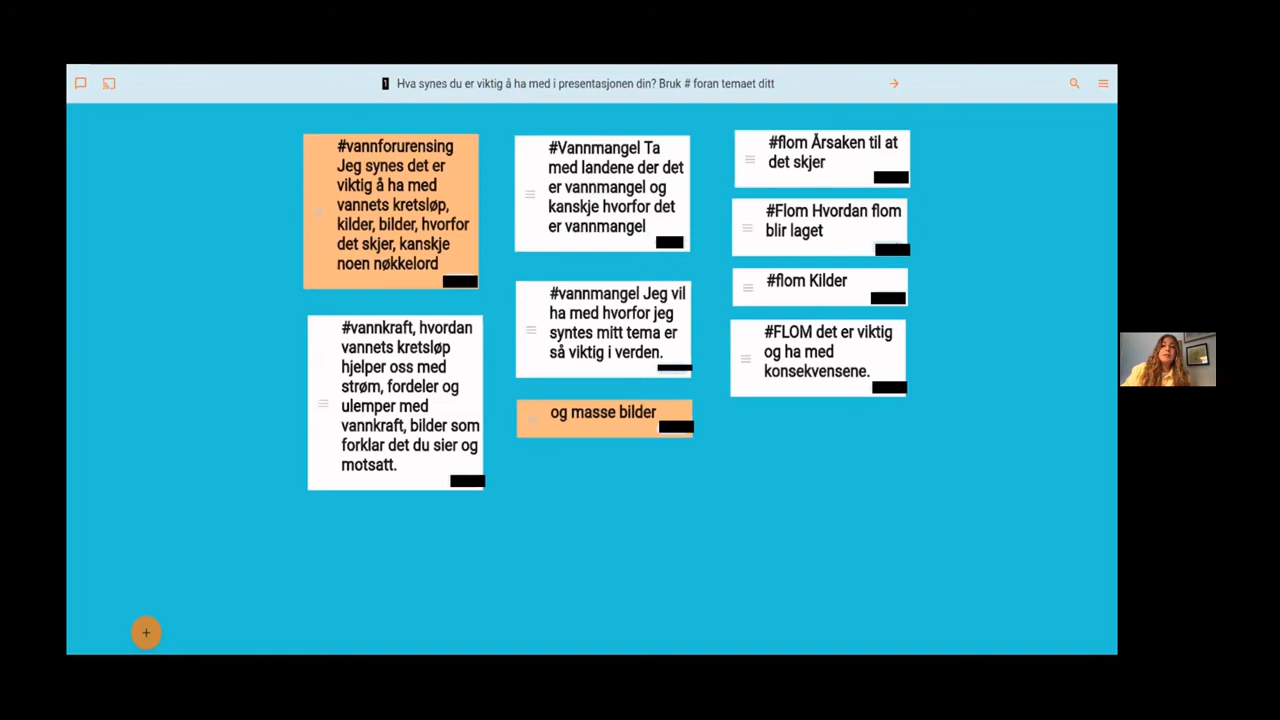 1 Hva synes du er viktig å ha med i presentasjonen din? Bruk # foran temaet ditt
#vannforurensing
Jeg synes det er
viktig å ha med
vannets kretsløp,
kilder, bilder, hvorfor
det skjer, kanskje
noen nøkkelord
#vannkraft, hvordan
vannets kretsløp
hjelper oss med
strøm, fordeler og
ulemper med
vannkraft, bilder som
forklar det du sier og
motsatt.
#Vannmangel Ta
med landene der det
er vannmangel og
kanskje hvorfor det
er vannmangel
#vannmangel Jeg vil
ha med hvorfor jeg
syntes mitt tema er
så viktig i verden.
og masse bilder
#flom Årsaken til at
det skjer
#Flom Hvordan flom
blir laget
#flom Kilder
#FLOM det er viktig
og ha med
konsekvensene.